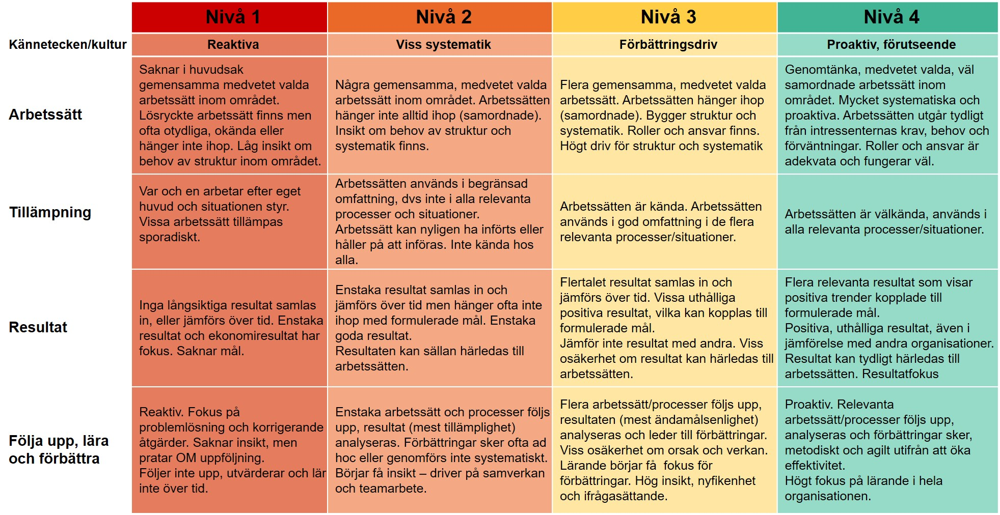 Nivå 1
Nivå 2
Nivå 3
Nivå 4
Kännetecken/kultur
Reaktiva
Viss systematik
Förbättringsdriv
Proaktiv, förutseende
Arbetssätt
Saknar i huvudsak
gemensamma medvetet valda
arbetssätt inom området.
Lösryckte arbetssätt finns men
ofta otydliga, okända eller
hänger inte ihop. Låg insikt om
behov av struktur inom området.
Några gemensamma, medvetet valda
arbetssätt inom området. Arbetssätten
hänger inte alltid ihop (samordnade).
Insikt om behov av struktur och
systematik finns.
Flera gemensamma, medvetet valda
arbetssätt. Arbetssätten hänger ihop
(samordnade). Bygger struktur och
systematik. Roller och ansvar finns.
Högt driv för struktur och systematik
Genomtänka, medvetet valda, väl
samordnade arbetssätt inom
området. Mycket systematiska och
proaktiva. Arbetssätten utgår tydligt
från intressenternas krav, behov och
förväntningar. Roller och ansvar är
adekvata och fungerar väl.
Tillämpning
Var och en arbetar efter eget
huvud och situationen styr.
Vissa arbetssätt tillämpas
sporadiskt.
Arbetssätten används i begränsad
omfattning, dvs inte i alla relevanta
processer och situationer.
Arbetssätt kan nyligen ha införts eller
håller på att införas. Inte kända hos
alla.
Arbetssätten är kända. Arbetssätten
används i god omfattning i de flera
relevanta processer/situationer.
Arbetssätten är välkända, används i
alla relevanta processer/situationer.
Resultat
Inga långsiktiga resultat samlas
in, eller jämförs över tid. Enstaka
resultat och ekonomiresultat har
fokus. Saknar mål.
Enstaka resultat samlas in och
jämförs över tid men hänger ofta inte
ihop med formulerade mål. Enstaka
goda resultat.
Resultaten kan sällan härledas till
arbetssätten.
Flertalet resultat samlas in och
jämförs över tid. Vissa uthålliga
positiva resultat, vilka kan kopplas till
formulerade mål.
Jämför inte resultat med andra. Viss
osäkerhet om resultat kan härledas till
arbetssätten.
Flera relevanta resultat som visar
positiva trender kopplade till
formulerade mål.
Positiva, uthålliga resultat, även i
jämförelse med andra organisationer.
Resultat kan tydligt härledas till
arbetssätten. Resultatfokus
Följa upp, lära
och förbättra
Reaktiv. Fokus på
problemlösning och korrigerande
åtgärder. Saknar insikt, men
pratar OM uppföljning.
Följer inte upp, utvärderar och lär
inte över tid.
Enstaka arbetssätt och processer följs
upp, resultat (mest tillämplighet)
analyseras. Förbättringar sker ofta ad
hoc eller genomförs inte systematiskt.
Börjar få insikt – driver på samverkan
och teamarbete.
Flera arbetssätt/processer följs upp,
resultaten (mest ändamålsenlighet)
analyseras och leder till förbättringar.
Viss osäkerhet om orsak och verkan.
Lärande börjar få  fokus för
förbättringar. Hög insikt, nyfikenhet
och ifrågasättande.
Proaktiv. Relevanta
arbetssätt/processer följs upp,
analyseras och förbättringar sker,
metodiskt och agilt utifrån att öka
effektivitet.
Högt fokus på lärande i hela
organisationen.